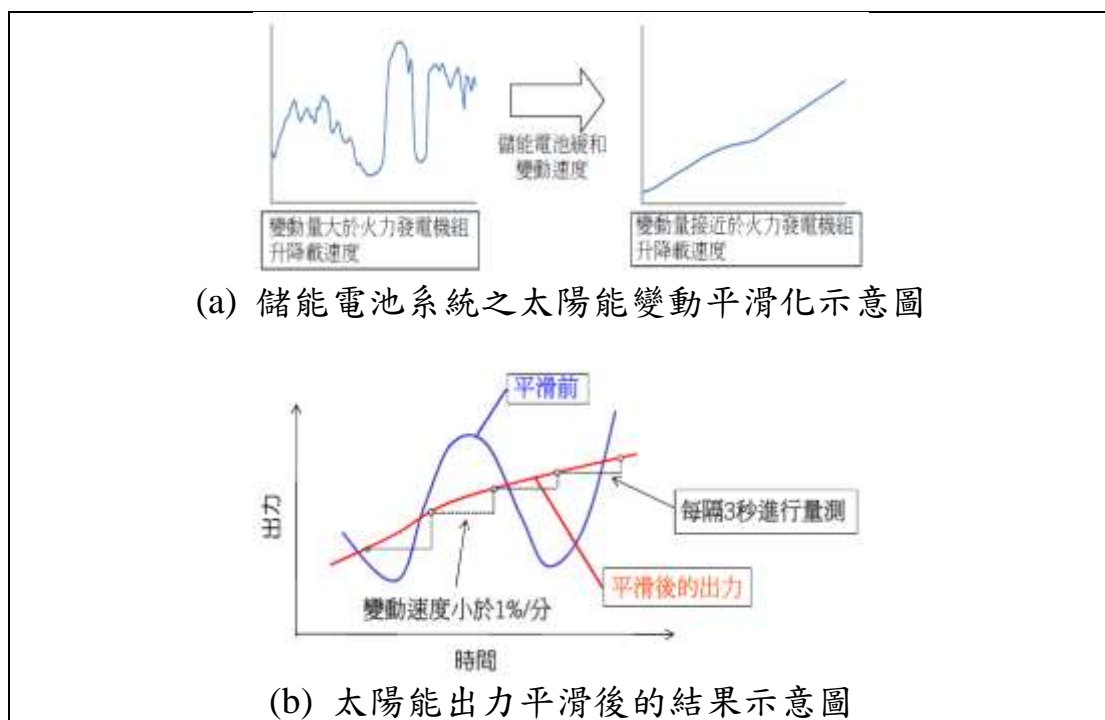 儲能電池緩和
變動速度
變動量大於火力發電機組
升降載速度
變動量接近於火力發電機組
升降載速度
(a) 儲能電池系統之太陽能變動平滑化示意圖
平滑前
出力
每隔3秒進行量測
平滑後的出力
變動速度小於1%/分
時間
(b) 太陽能出力平滑後的結果示意圖